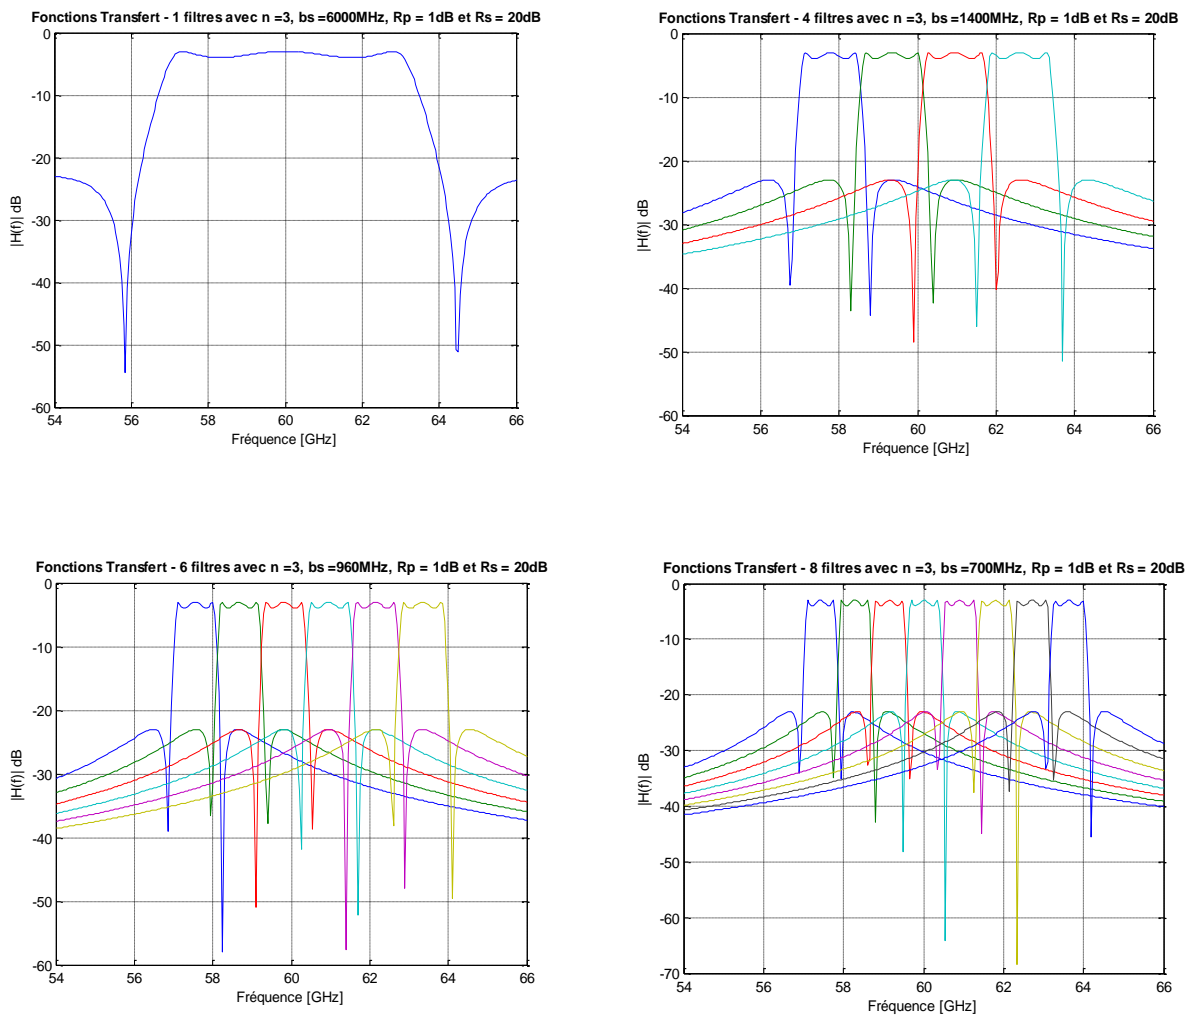 Fonctions Transfert - 1 filtres avec n =3, bs=6000MHz, Rp = 1dB et Rs = 20dB
0
-10
-20
-30
-40
-50
-60
|H(f)| dB
54 56 58 60 62 64 66
Fréquence [GHz]
Fonctions Transfert - 4 filtres avec n =3, bs=1400MHz, Rp = 1dB et Rs = 20dB
0
-10
-20
-30
-40
-50
-60
|H(f)| dB
54 56 58 60 62 64 66
Fréquence [GHz]
Fonctions Transfert - 6 filtres avec n =3, bs=960MHz, Rp = 1dB et Rs = 20dB
0
-10
-20
-30
-40
-50
-60
|H(f)| dB
54 56 58 60 62 64 66
Fréquence [GHz]
Fonctions Transfert - 8 filtres avec n =3, bs=700MHz, Rp = 1dB et Rs = 20dB
0
-10
-20
-30
-40
-50
-60
-70
|H(f)| dB
54 56 58 60 62 64 66
Fréquence [GHz]